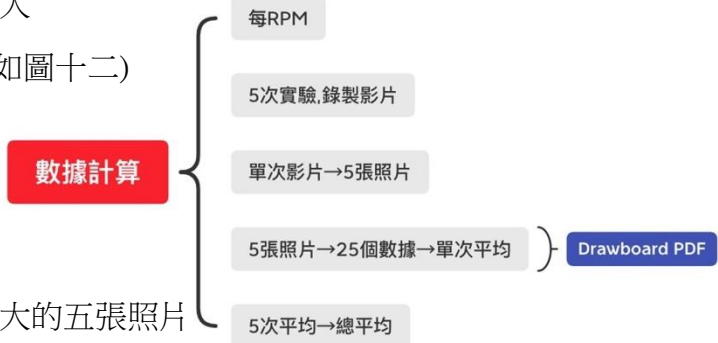 每RPM
如圖十二)
5次實驗,錄製影片
數據計算
單次影片→5張照片
5張照片→25個數據→單次平均
Drawboard PDF
大的五張照片
5次平均→總平均